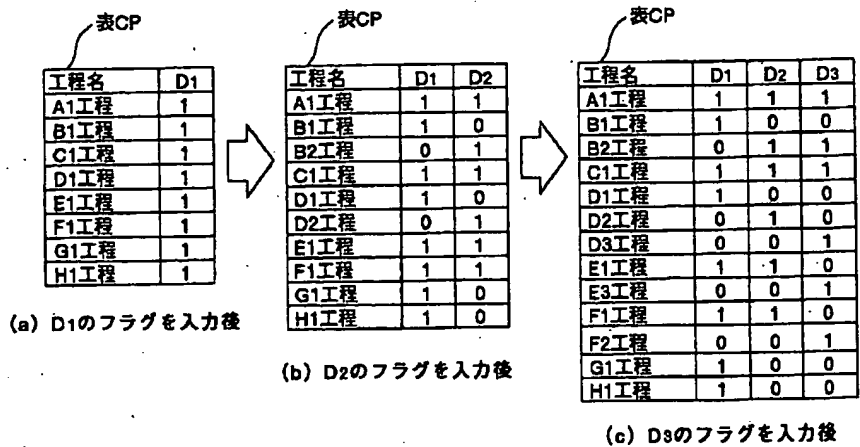 表CP
工程名 D1
A1工程 1
B1工程 1
C1工程 1
D1工程 1
E1工程 1
F1工程 1
G1工程 1
H1工程 1
(a) D1のフラグを入力後
表CP
工程名 D1 D2
A1工程 1 1
B1工程 1 0
B2工程 0 1
C1工程 1 1
D1工程 1 0
D2工程 0 1
E1工程 1 1
F1工程 1 1
G1工程 1 0
H1工程 1 0
(b) D2のフラグを入力後
表CP
工程名 D1 D2 D3
A1工程 1 1 1
B1工程 1 0 0
B2工程 0 1 1
C1工程 1 1 1
D1工程 1 0 0
D2工程 0 1 0
D3工程 0 0 1
E1工程 1 1 0
E3工程 0 0 1
F1工程 1 1 0
F2工程 0 0 1
G1工程 1 0 0
H1工程 1 0 0
(c) D3のフラグを入力後